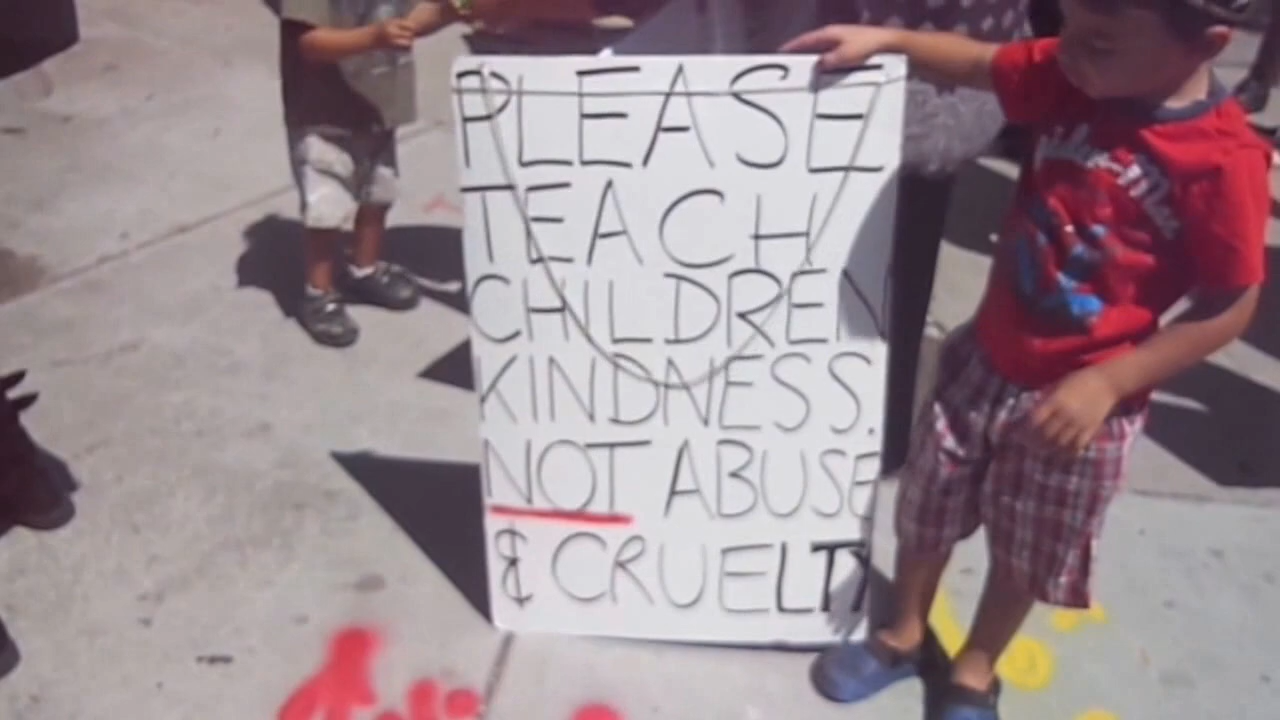 PLEASE
TEACH
CHILDREN
KINDNESS.
NOT ABUSE
& CRUELTY